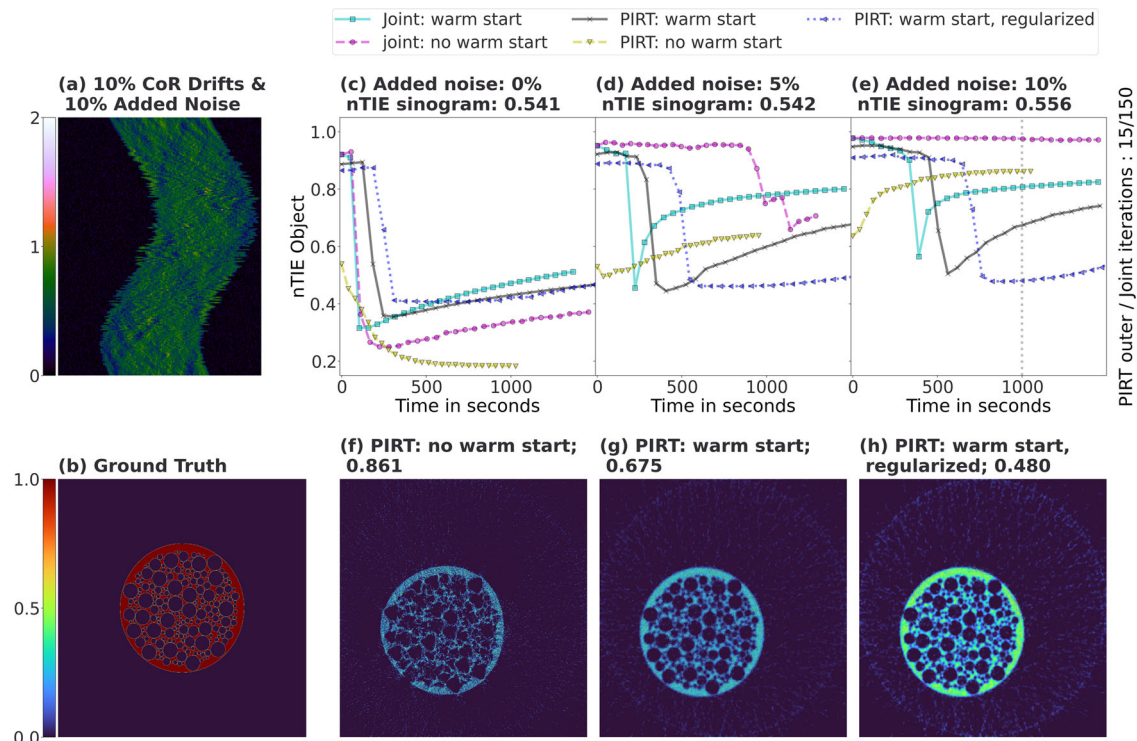 Joint: warm start
PIRT: warm start
PIRT: warm start, regularized
joint: no warm start
PIRT: no warm start
(a) 10% CoR Drifts &
10% Added Noise
(c) Added noise: 0%
nTIE sinogram: 0.541
(d) Added noise: 5%
nTIE sinogram: 0.542
(e) Added noise: 10%
nTIE sinogram: 0.556
2
1
0
nTIE Object
1.0
0.8
0.6
0.4
0.2
0
500
1000
Time in seconds
0
500
1000
Time in seconds
0
500
1000
Time in seconds
PIRT outer / Joint iterations : 15/150
(b) Ground Truth
1.0
0.5
0.0
(f) PIRT: no warm start;
0.861
(g) PIRT: warm start;
0.675
(h) PIRT: warm start,
regularized; 0.480